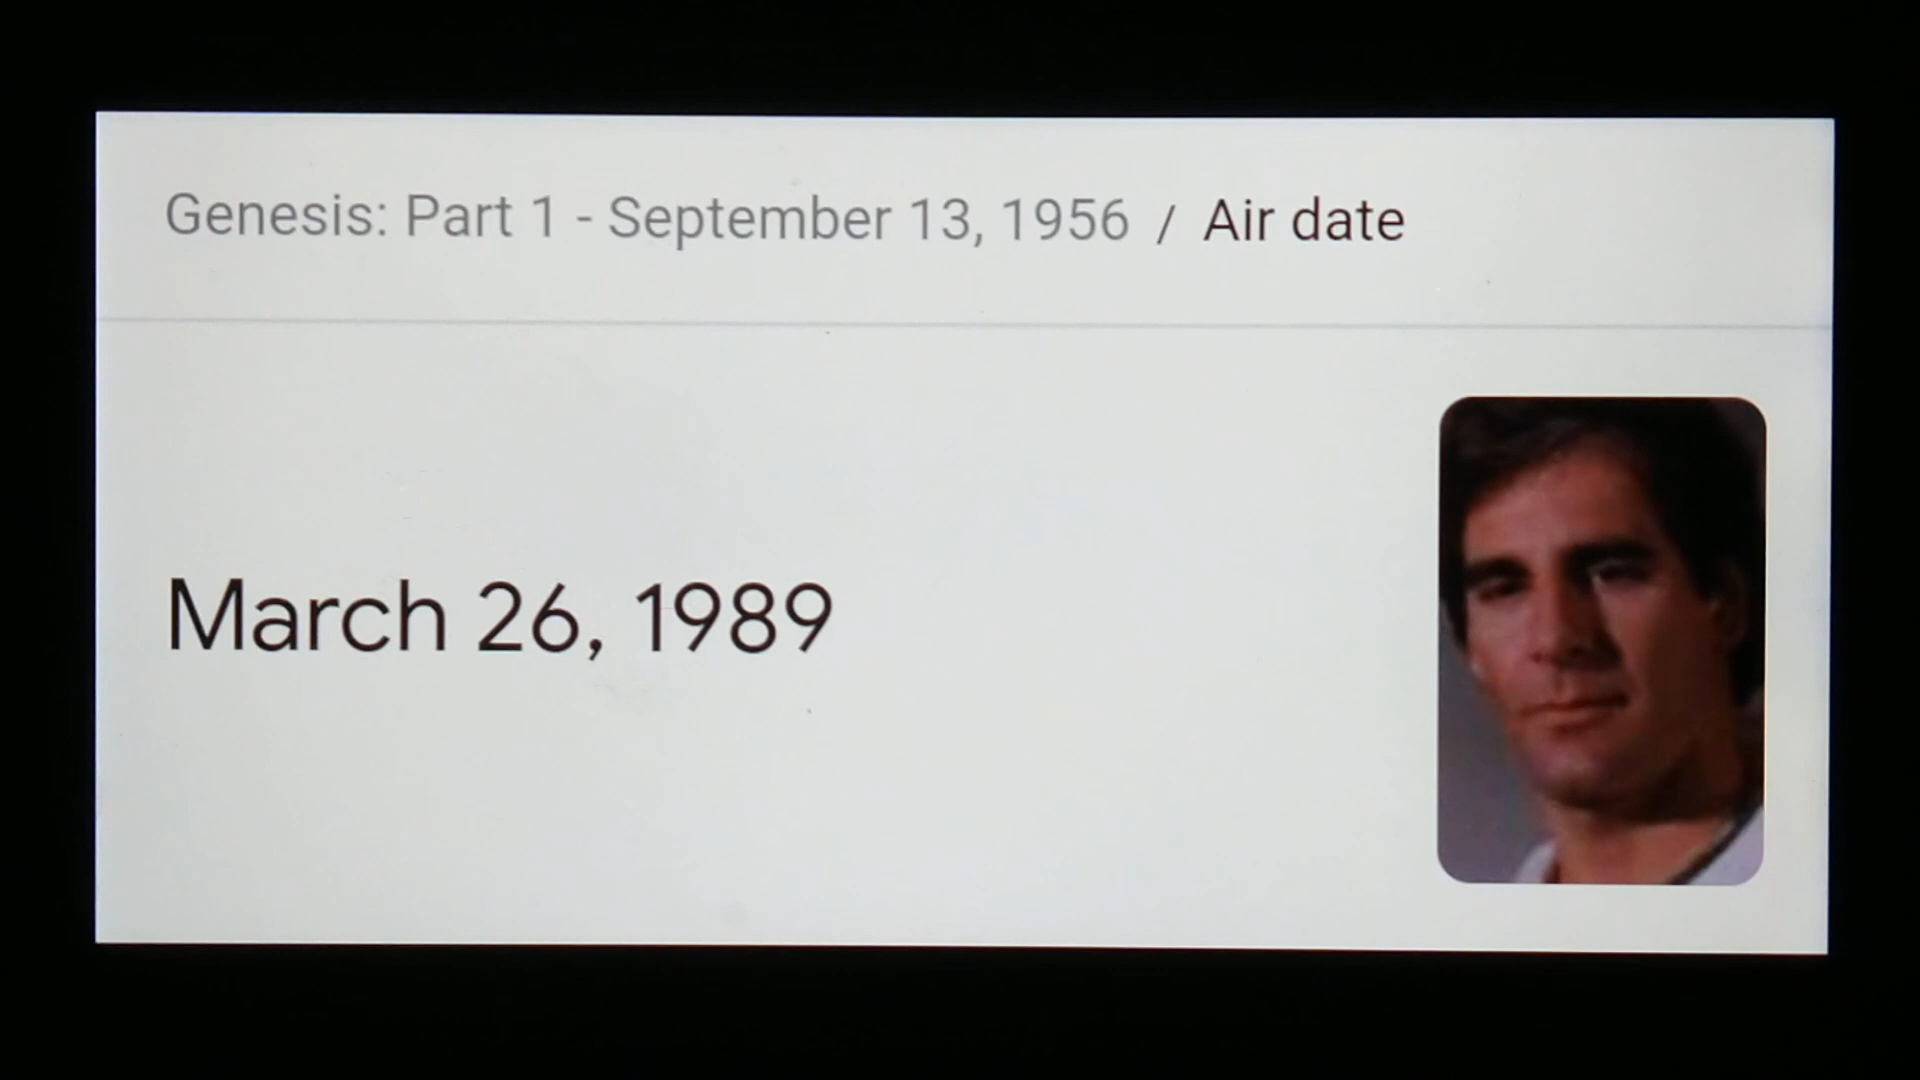 Genesis: Part 1 - September 13, 1956 / Air date
March 26, 1989